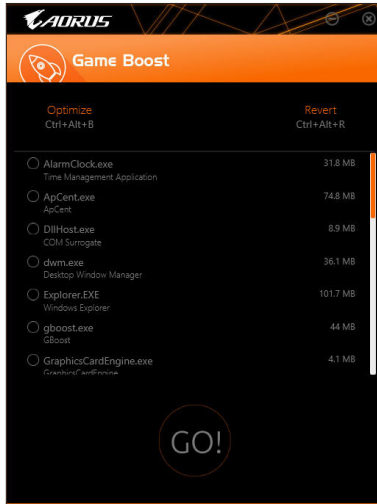 AORUS
Game Boost
Optimize Revert
Ctrl+Alt+B Ctrl+Alt+R
AlarmClock.exe 31.8 MB
Time Management Application
ApCent.exe 74.8 MB
ApCent
DllHost.exe 8.9 MB
COM Surrogate
dwm.exe 36.1 MB
Desktop Window Manager
Explorer.EXE 101.7 MB
Windows Explorer
gboost.exe 44 MB
GBoost
GraphicsCardEngine.exe 4.1 MB
GraphicsCardEngine
GO!